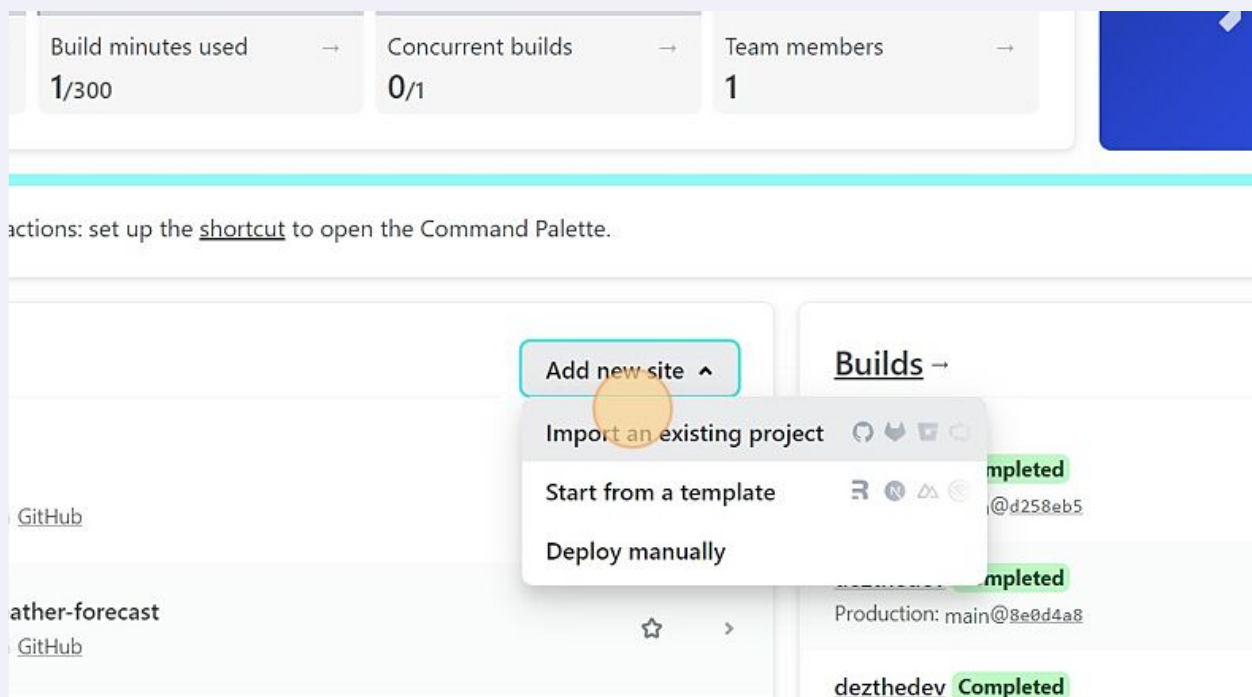 Build minutes used →
1/300
Concurrent builds →
0/1
Team members →
1
actions: set up the shortcut to open the Command Palette.
Add new site
Import an existing project
Start from a template
Deploy manually
GitHub
ather-forecast
GitHub
Builds →
mpleted
@d258eb5
mpleted
Production: main@8e0d4a8
dezthedev Completed